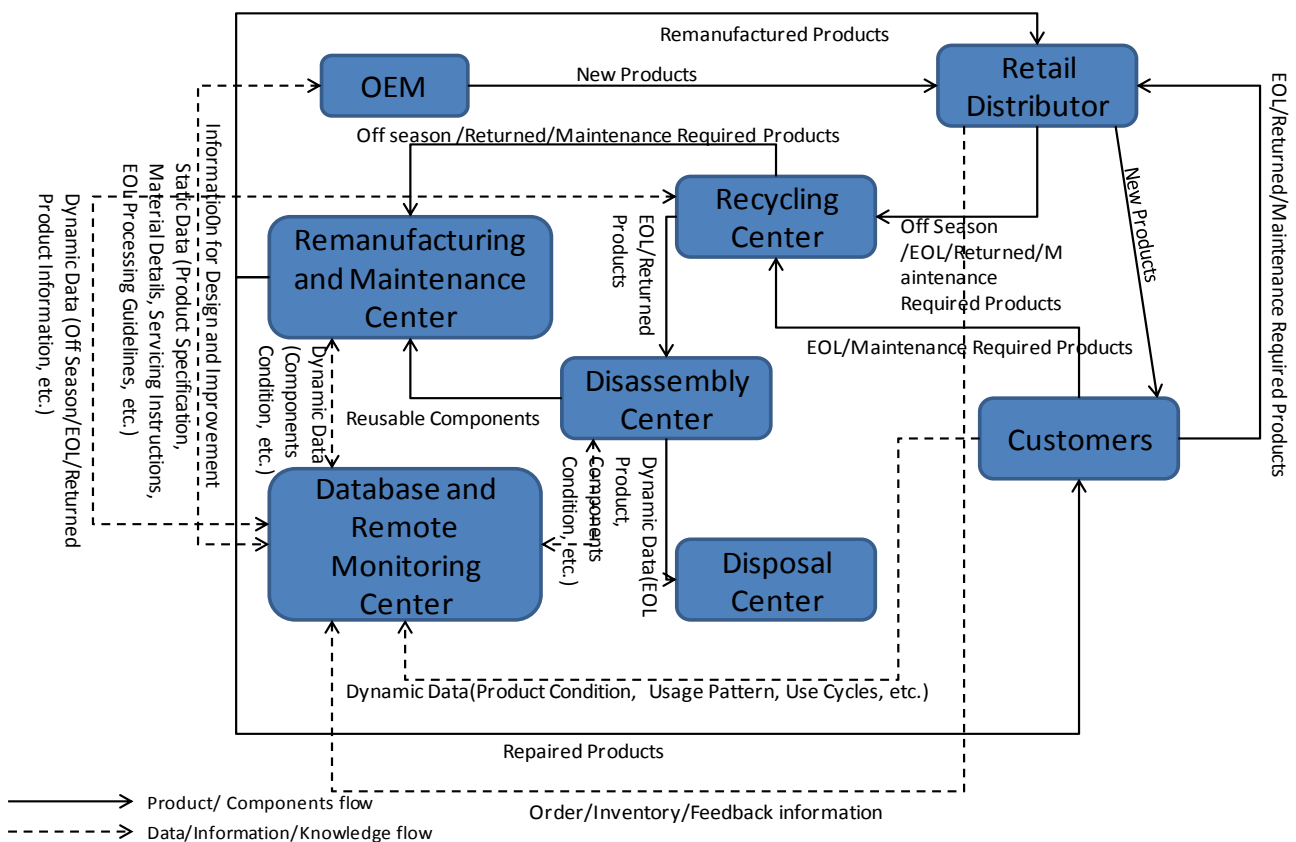 Remanufactured Products
OEM
New Products
Retail
Distributor
EOL/Returned/Maintenance Required Products
Off season /Returned/Maintenance Required Products
InformatiOn for Design and Improvement
Static Data (Product Specification,
Material Details, Servicing Instructions,
EOL Processing Guidelines, etc.)
Dynamic Data (Off Season/EOL/Returned
Product Information, etc.)
Recycling
Center
New Products
Remanufacturing
and Maintenance
Center
EOL/Returned
Products
Off Season
/EOL/Returned/M
aintenance
Required Products
EOL/Maintenance Required Products
Dynamic Data
(Components
Condition, etc.)
Disassembly
Center
Reusable Components
Customers
Database and
Remote
Monitoring
Center
Dynamic Data(EOL
Product,
Components
Condition, etc.)
Disposal
Center
Dynamic Data(Product Condition, Usage Pattern, Use Cycles, etc.)
Repaired Products
Product/ Components flow
Order/Inventory/Feedback information
Data/Information/Knowledge flow